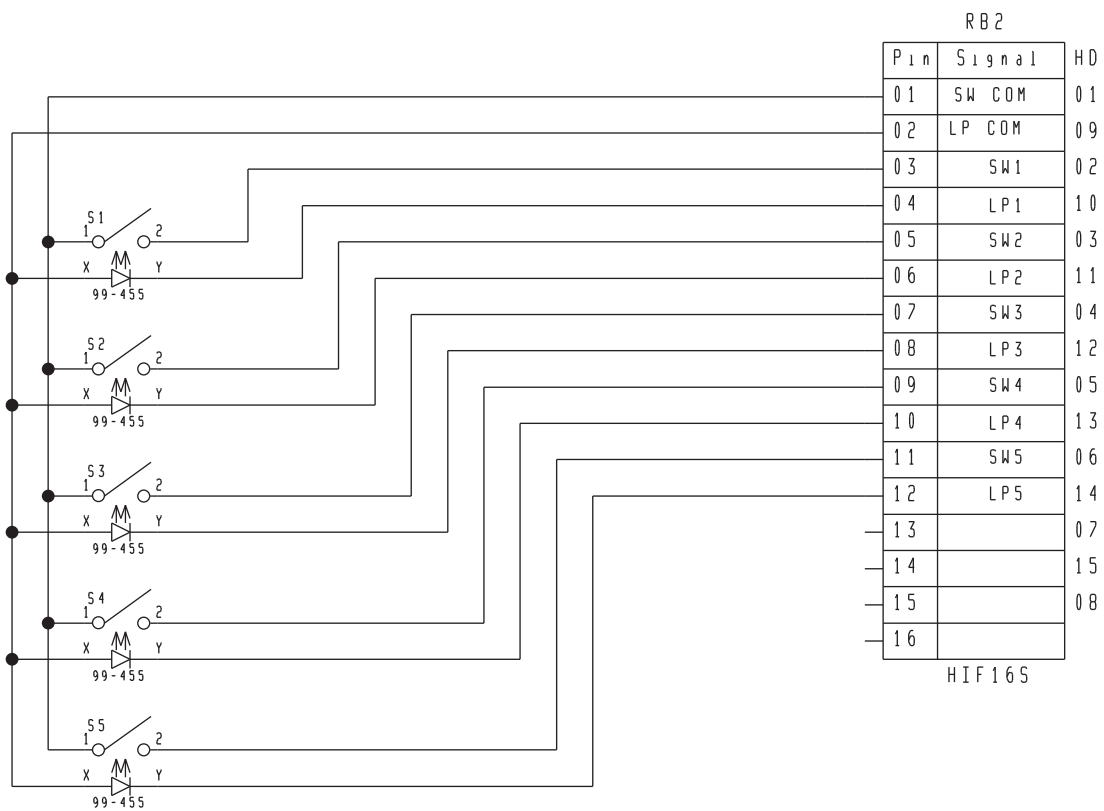 RB2
Pin Signal HD
01 SW COM 01
02 LP COM 09
03 SW1 02
04 LP1 10
05 SW2 03
06 LP2 11
07 SW3 04
08 LP3 12
09 SW4 05
10 LP4 13
11 SW5 06
12 LP5 14
13 07
14 15
15 08
16
HIF16S
S1
1 2
X Y
99-455
S2
1 2
X Y
99-455
S3
1 2
X Y
99-455
S4
1 2
X Y
99-455
S5
1 2
X Y
99-455